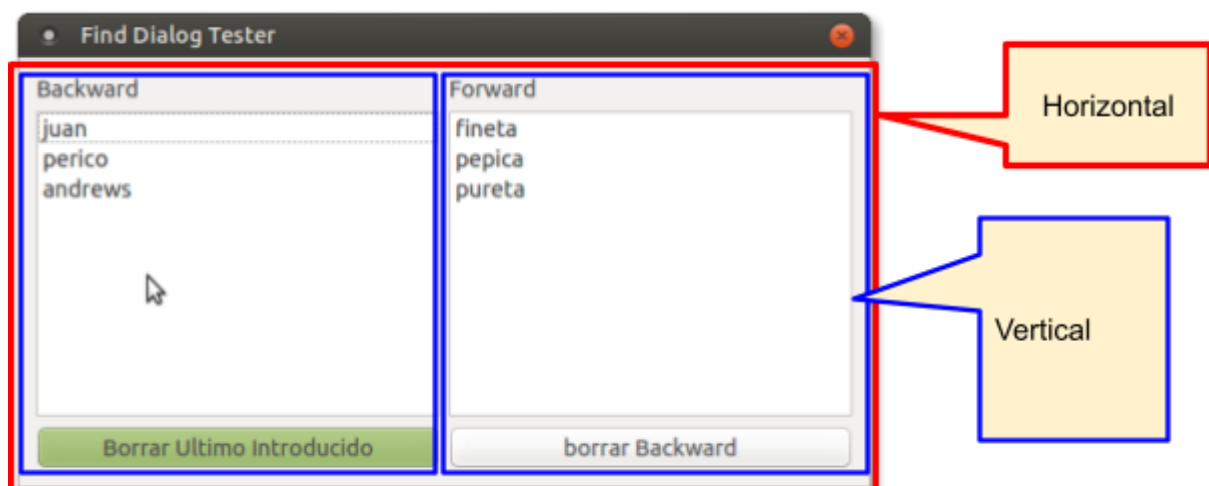 Find Dialog Tester
Backward
juan
perico
andrews
Borrar Ultimo Introducido
Forward
fineta
pepica
pureta
borrar Backward
Horizontal
Vertical